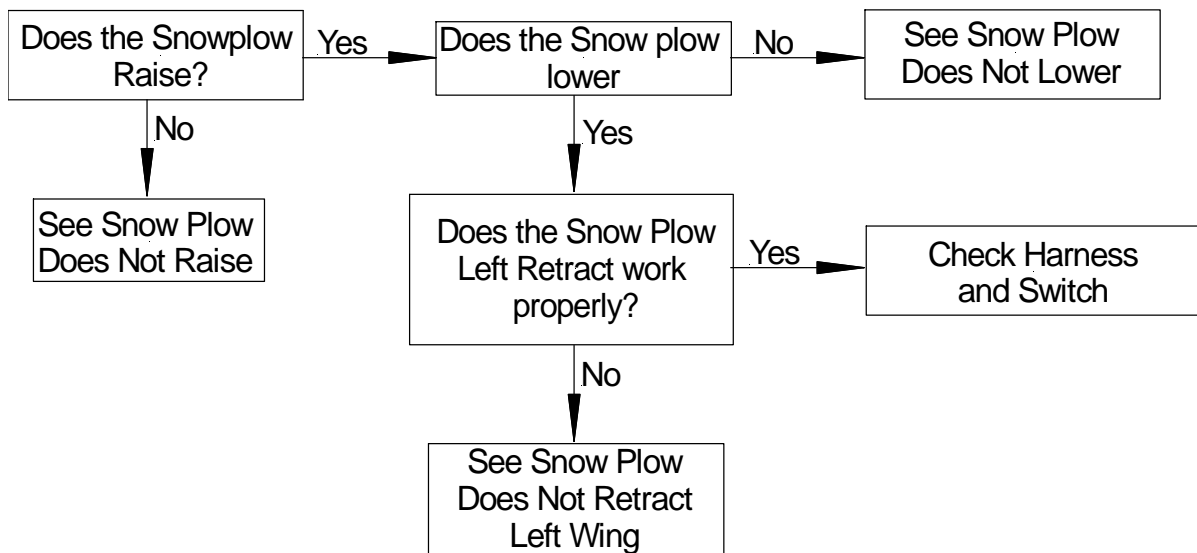 Does the Snowplow
Raise?
Yes
Does the Snow plow
lower
No
See Snow Plow
Does Not Lower
No
Yes
See Snow Plow
Does Not Raise
Does the Snow Plow
Left Retract work
properly?
Yes
Check Harness
and Switch
No
See Snow Plow
Does Not Retract
Left Wing